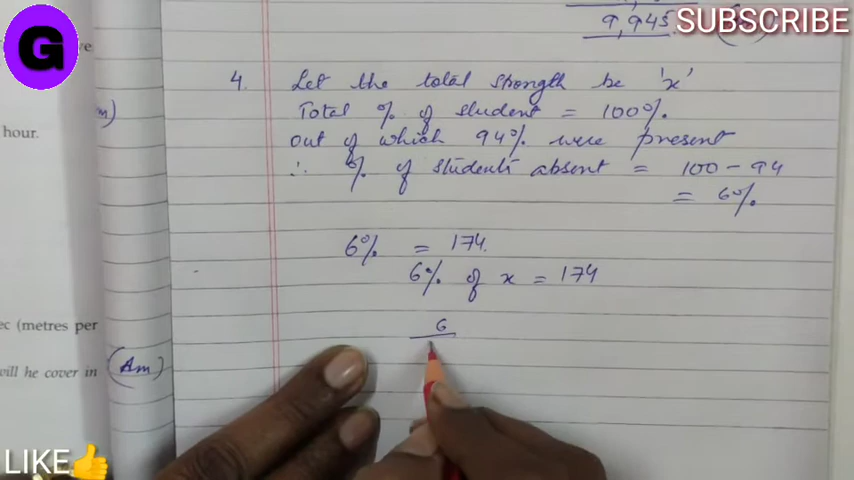 9,945
SUBSCRIBE
G
ve
m)
hour.
4. Let the total strength be 'x'
Total % of student = 100%.
out of which 94% were present
∴ % of students absent = 100 - 94
= 6%.
6% = 174.
6% of x = 174
6
ec (metres per
will he cover in
(Am)
LIKE👍